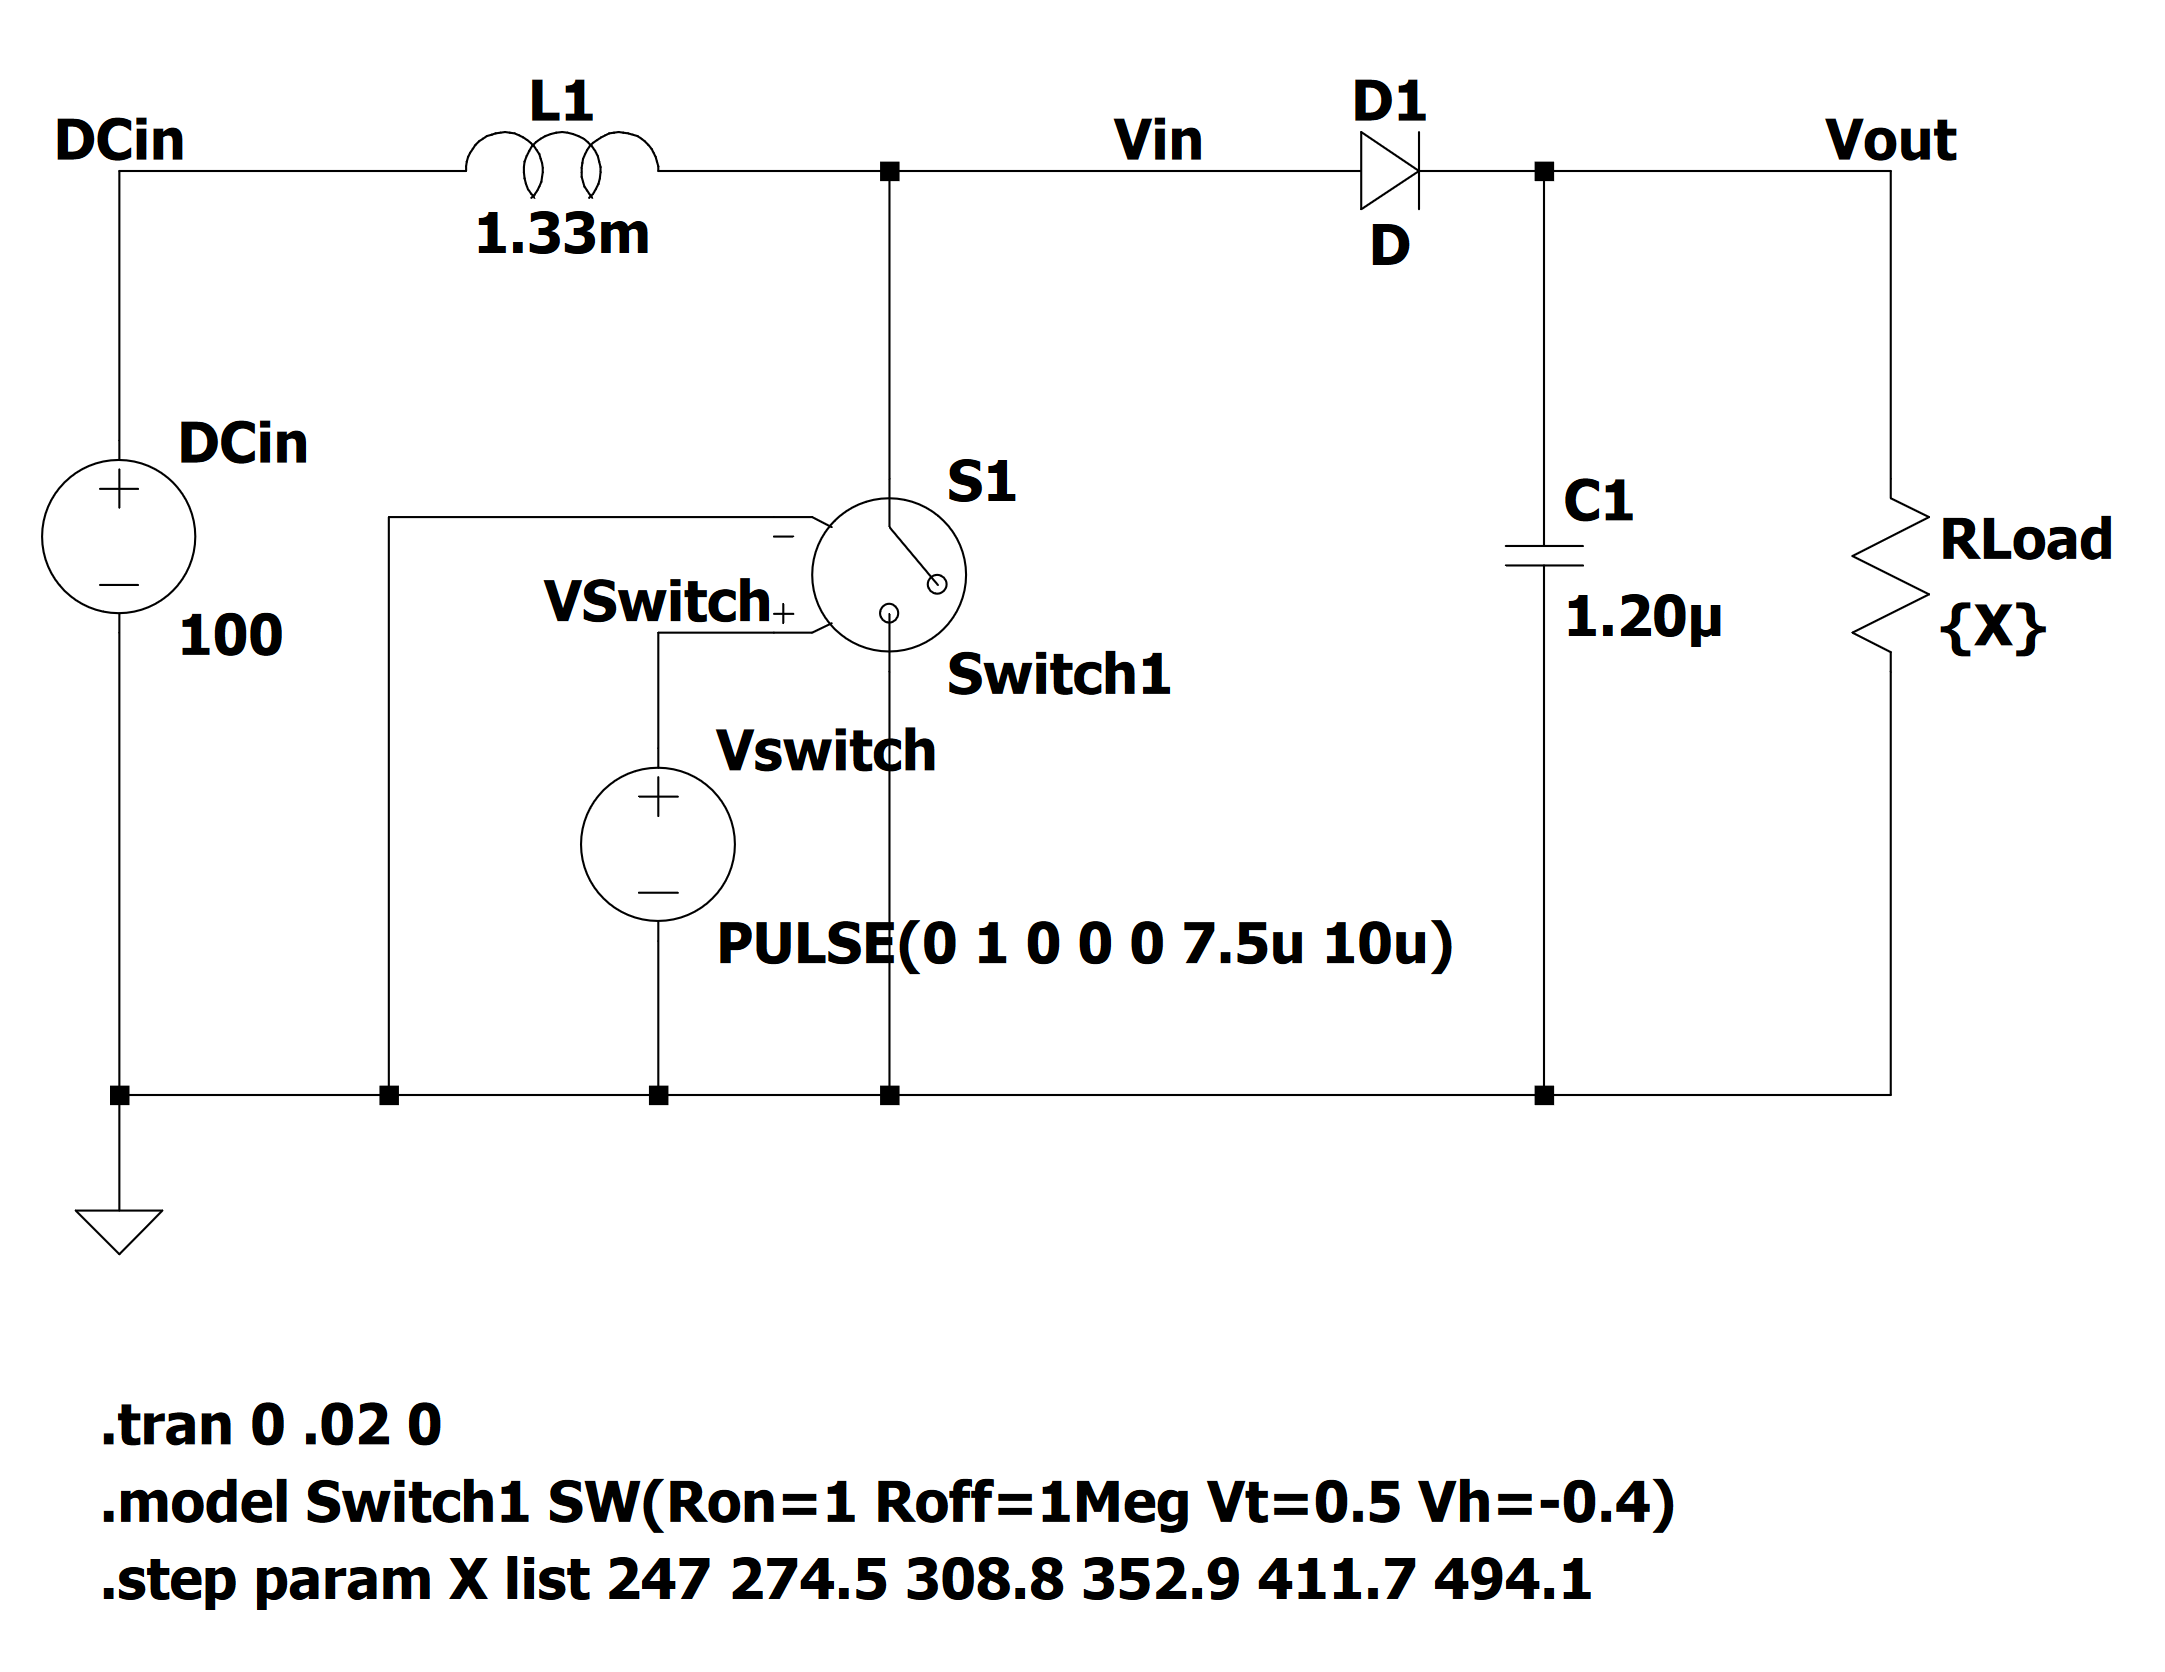 L1
D1
DCin
Vin
Vout
1.33m
D
DCin
S1
C1
RLoad
VSwitch
100
1.20µ
{X}
Switch1
Vswitch
PULSE(0 1 0 0 0 7.5u 10u)
.tran 0 .02 0
.model Switch1 SW(Ron=1 Roff=1Meg Vt=0.5 Vh=-0.4)
.step param X list 247 274.5 308.8 352.9 411.7 494.1